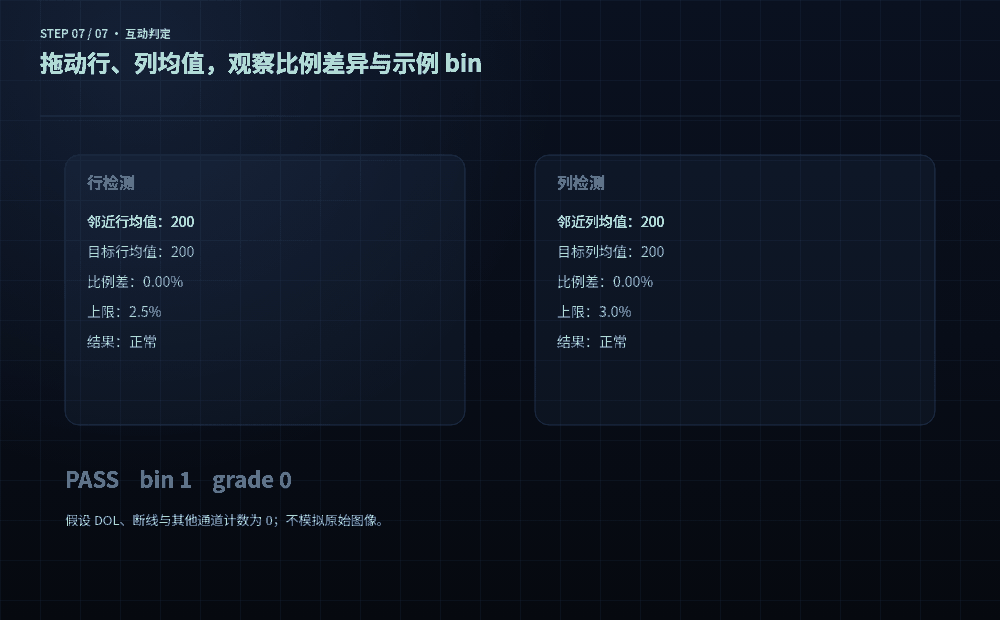 STEP 07 / 07 • 互动判定
拖动行、列均值，观察比例差异与示例 bin
行检测
邻近行均值：200
目标行均值：200
比例差：0.00%
上限：2.5%
结果：正常
列检测
邻近列均值：200
目标列均值：200
比例差：0.00%
上限：3.0%
结果：正常
PASS bin 1 grade 0
假设 DOL、断线与其他通道计数为 0；不模拟原始图像。